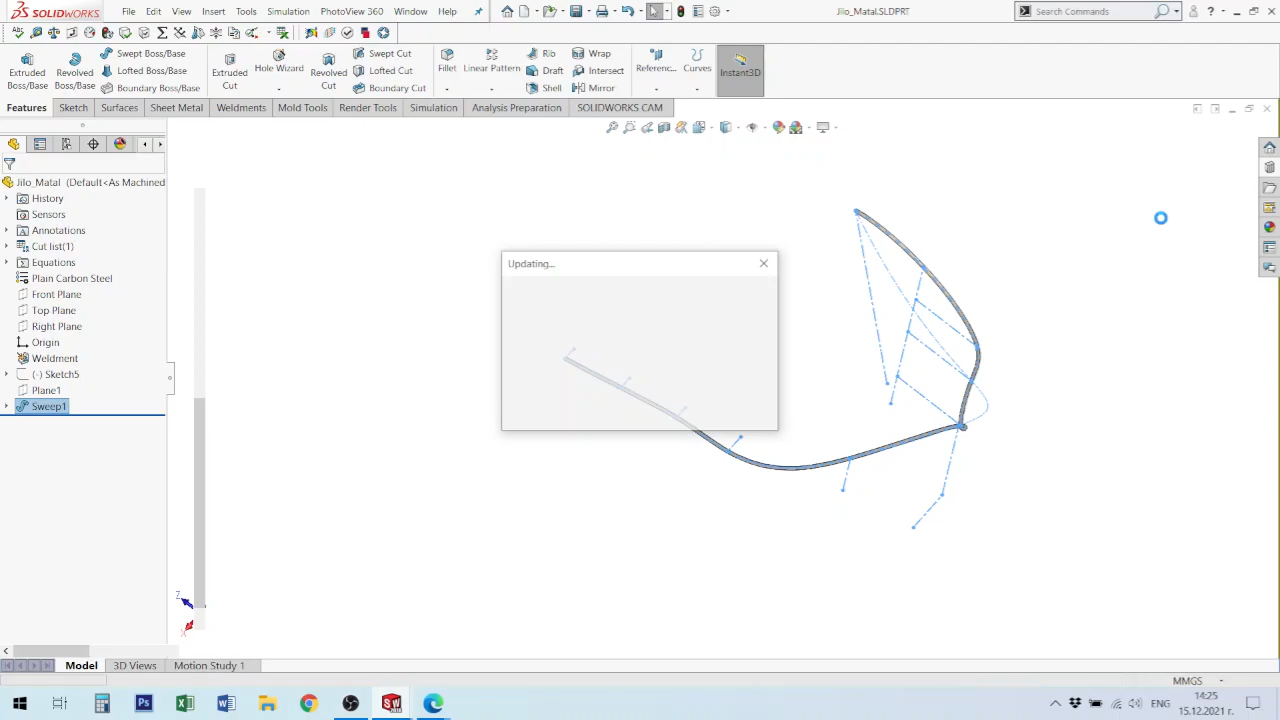 SOLIDWORKS File Edit View Insert Tools Simulation PhotoView 360 Window Help Jilo_Matal.SLDPRT Search Commands
Extruded Boss/Base
Revolved Boss/Base
Swept Boss/Base
Lofted Boss/Base
Boundary Boss/Base
Extruded Cut
Hole Wizard
Revolved Cut
Swept Cut
Lofted Cut
Boundary Cut
Fillet
Linear Pattern
Rib
Draft
Shell
Wrap
Intersect
Mirror
Referenc...
Curves
Instant3D
Features Sketch Surfaces Sheet Metal Weldments Mold Tools Render Tools Simulation Analysis Preparation SOLIDWORKS CAM
Jilo_Matal (Default<As Machined
History
Sensors
Annotations
Cut list(1)
Equations
Plain Carbon Steel
Front Plane
Top Plane
Right Plane
Origin
Weldment
(-) Sketch5
Plane1
Sweep1
Updating...
Z
X
Model 3D Views Motion Study 1
MMGS
14:25
ЕНГ
15.12.2021 г.